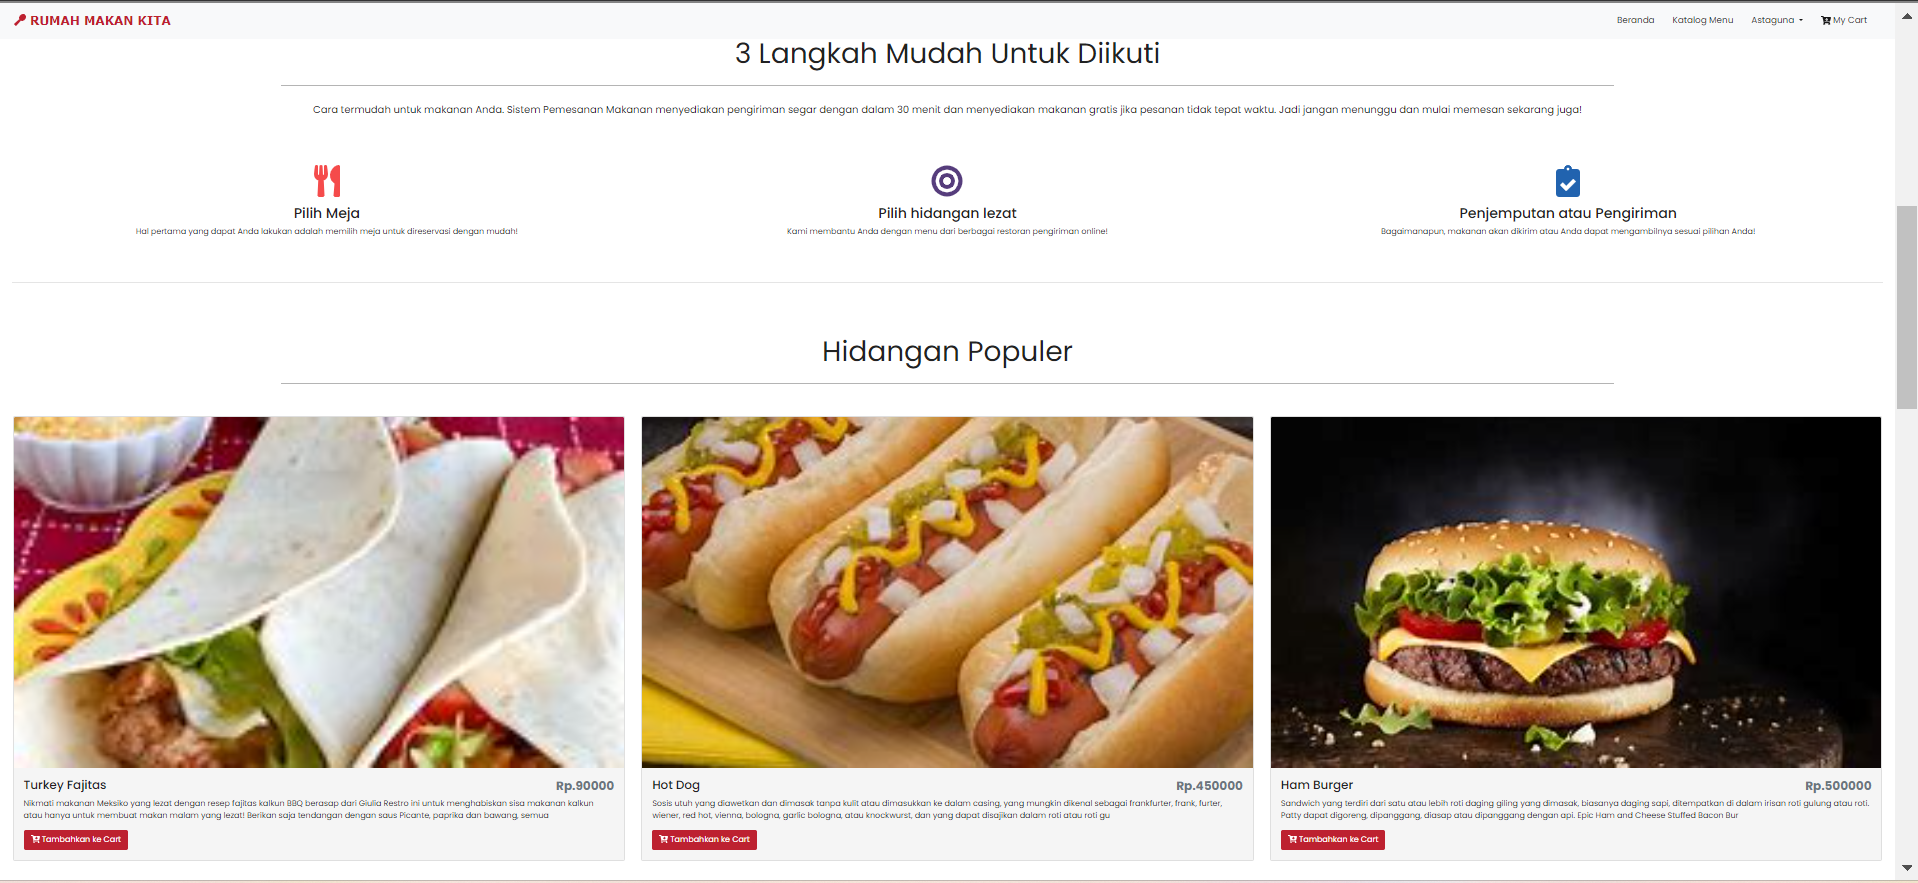 RUMAH MAKAN KITA
Beranda Katalog Menu Astaguna My Cart
3 Langkah Mudah Untuk Diikuti
Cara termudah untuk makanan Anda. Sistem Pemesanan Makanan menyediakan pengiriman segar dengan dalam 30 menit dan menyediakan makanan gratis jika pesanan tidak tepat waktu. Jadi jangan menunggu dan mulai memesan sekarang juga!
Pilih Meja
Hal pertama yang dapat Anda lakukan adalah memilih meja untuk direservasi dengan mudah!
Pilih hidangan lezat
Kami membantu Anda dengan menu dari berbagai restoran pengiriman online!
Penjemputan atau Pengiriman
Bagaimanapun, makanan akan dikirim atau Anda dapat mengambilnya sesuai pilihan Anda!
Hidangan Populer
Turkey Fajitas Rp.90000
Nikmati makanan Meksiko yang lezat dengan resep fajitas kalkun BBQ berasap dari Giulia Restro ini untuk menghabiskan sisa makanan kalkun
atau hanya untuk membuat makan malam yang lezat! Berikan saja tendangan dengan saus Picante, paprika dan bawang, semua
Tambahkan ke Cart
Hot Dog Rp.450000
Sosis utuh yang diawetkan dan dimasak tanpa kulit atau dimasukkan ke dalam casing, yang mungkin dikenal sebagai frankfurter, frank, furter,
wiener, red hot, vienna, bologna, garlic bologna, atau knockwurst, dan yang dapat disajikan dalam roti atau roti gu
Tambahkan ke Cart
Ham Burger Rp.500000
Sandwich yang terdiri dari satu atau lebih roti daging giling yang dimasak, biasanya daging sapi, ditempatkan di dalam irisan roti gulung atau roti.
Patty dapat digoreng, dipanggang, diasap atau dipanggang dengan api. Epic Ham and Cheese Stuffed Bacon Bur
Tambahkan ke Cart